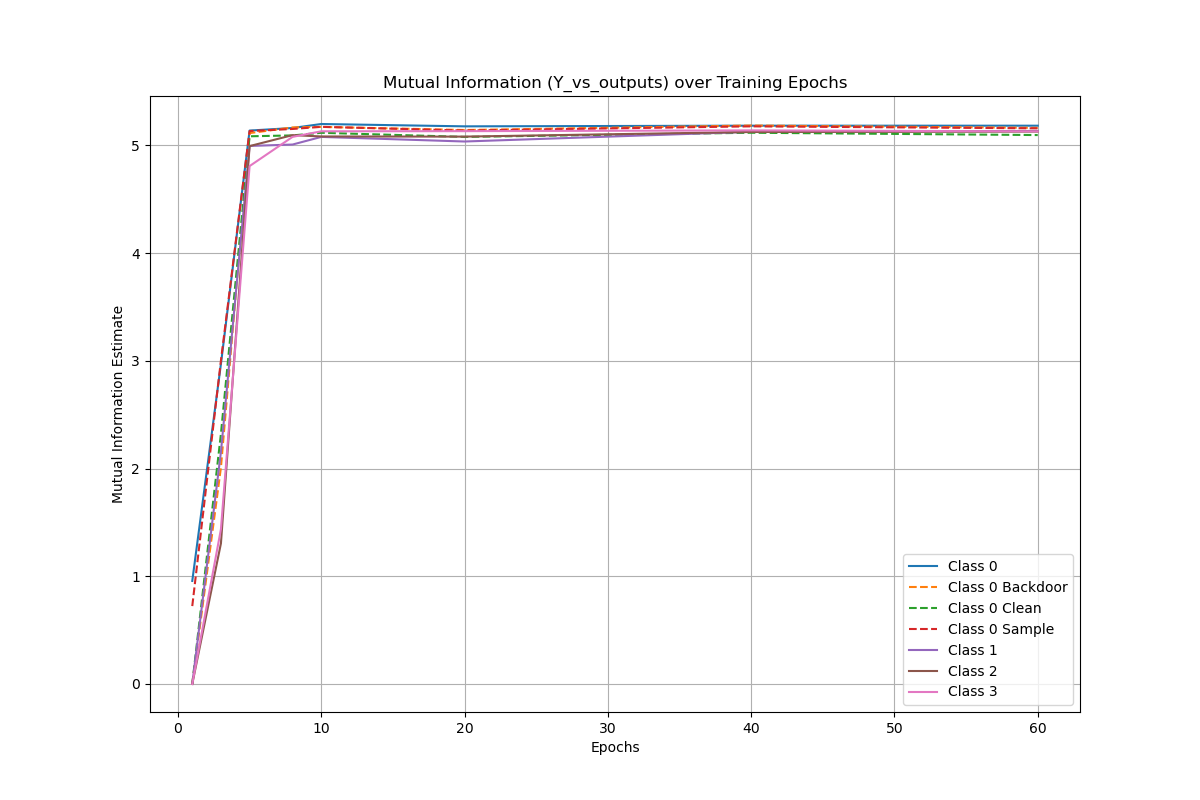 Mutual Information (Y_vs_outputs) over Training Epochs
Mutual Information Estimate
5
4
3
2
1
0
0 10 20 30 40 50 60
Epochs
Class 0
Class 0 Backdoor
Class 0 Clean
Class 0 Sample
Class 1
Class 2
Class 3